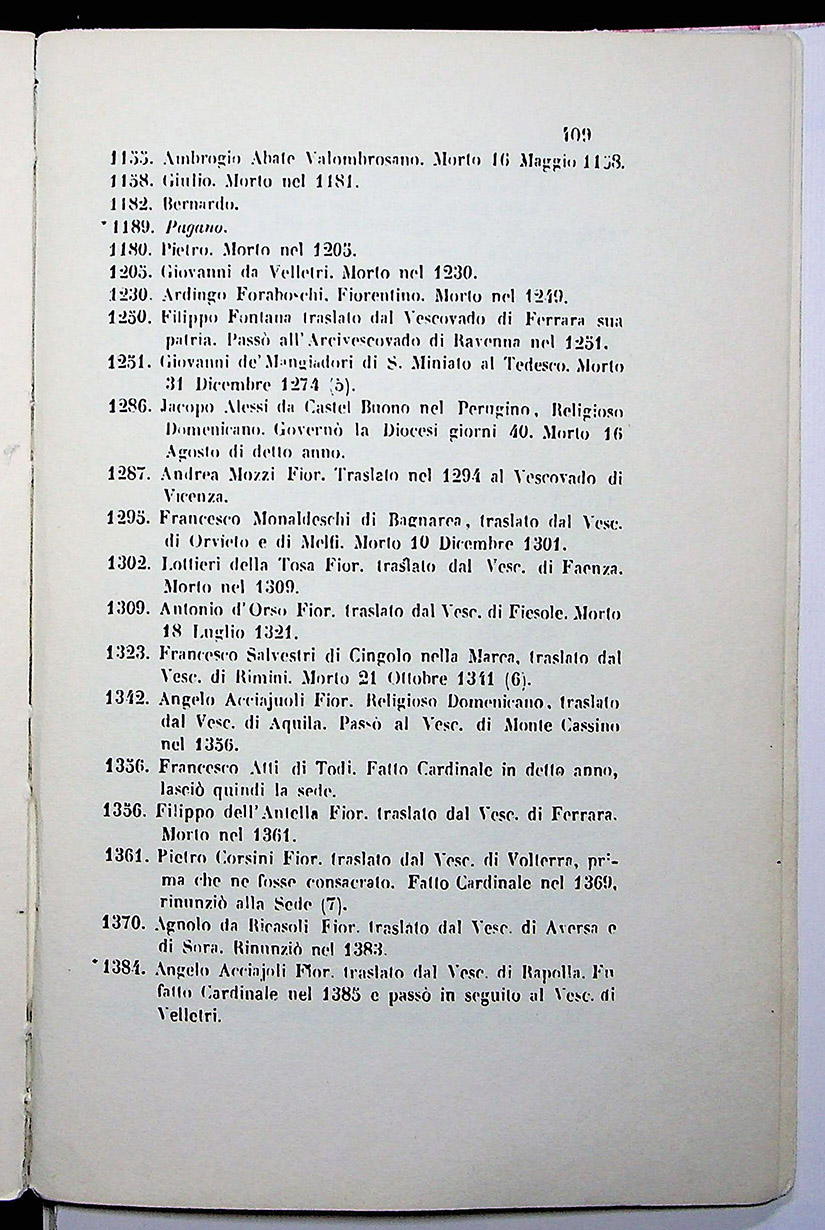 109
1155. Ambrogio Abate Valombrosano. Morto 16 Maggio 1158.
1158. Giulio. Morto nel 1181.
1182. Bernardo.
*1189. Pagano.
1180. Pietro. Morto nel 1205.
1205. Giovanni da Velletri. Morto nel 1230.
1230. Ardingo Foraboschi, Fiorentino. Morto nel 1249.
1250. Filippo Fontana traslato dal Vescovado di Ferrara sua
patria. Passò all'Arcivescovado di Ravenna nel 1251.
1251. Giovanni de' Mangiadori di S. Miniato al Tedesco. Morto
31 Dicembre 1274 (5).
1286. Jacopo Alessi da Castel Buono nel Perugino, Religioso
Domenicano. Governò la Diocesi giorni 40. Morto 16
Agosto di detto anno.
1287. Andrea Mozzi Fior. Traslato nel 1294 al Vescovado di
Vicenza.
1295. Francesco Monaldeschi di Bagnarea, traslato dal Vesc.
di Orvieto e di Melfi. Morto 10 Dicembre 1301.
1302. Lottieri della Tosa Fior. traslato dal Vesc. di Faenza.
Morto nel 1309.
1309. Antonio d'Orso Fior. traslato dal Vesc. di Fiesole. Morto
18 Luglio 1321.
1323. Francesco Salvestri di Cingolo nella Marca, traslato dal
Vesc. di Rimini. Morto 21 Ottobre 1341 (6).
1342. Angelo Acciajuoli Fior. Religioso Domenicano, traslato
dal Vesc. di Aquila. Passò al Vesc. di Monte Cassino
nel 1356.
1356. Francesco Atti di Todi. Fatto Cardinale in detto anno,
lasciò quindi la sede.
1356. Filippo dell'Antella Fior. traslato dal Vesc. di Ferrara.
Morto nel 1361.
1361. Pietro Corsini Fior. traslato dal Vesc. di Volterra, pri-
ma che ne fosse consacrato. Fatto Cardinale nel 1369,
rinunziò alla Sede (7).
1370. Agnolo da Ricasoli Fior. traslato dal Vesc. di Aversa e
di Sora. Rinunziò nel 1383.
*1384. Angelo Acciajoli Fior. traslato dal Vesc. di Rapolla. Fu
fatto Cardinale nel 1385 e passò in seguito al Vesc. di
Velletri.